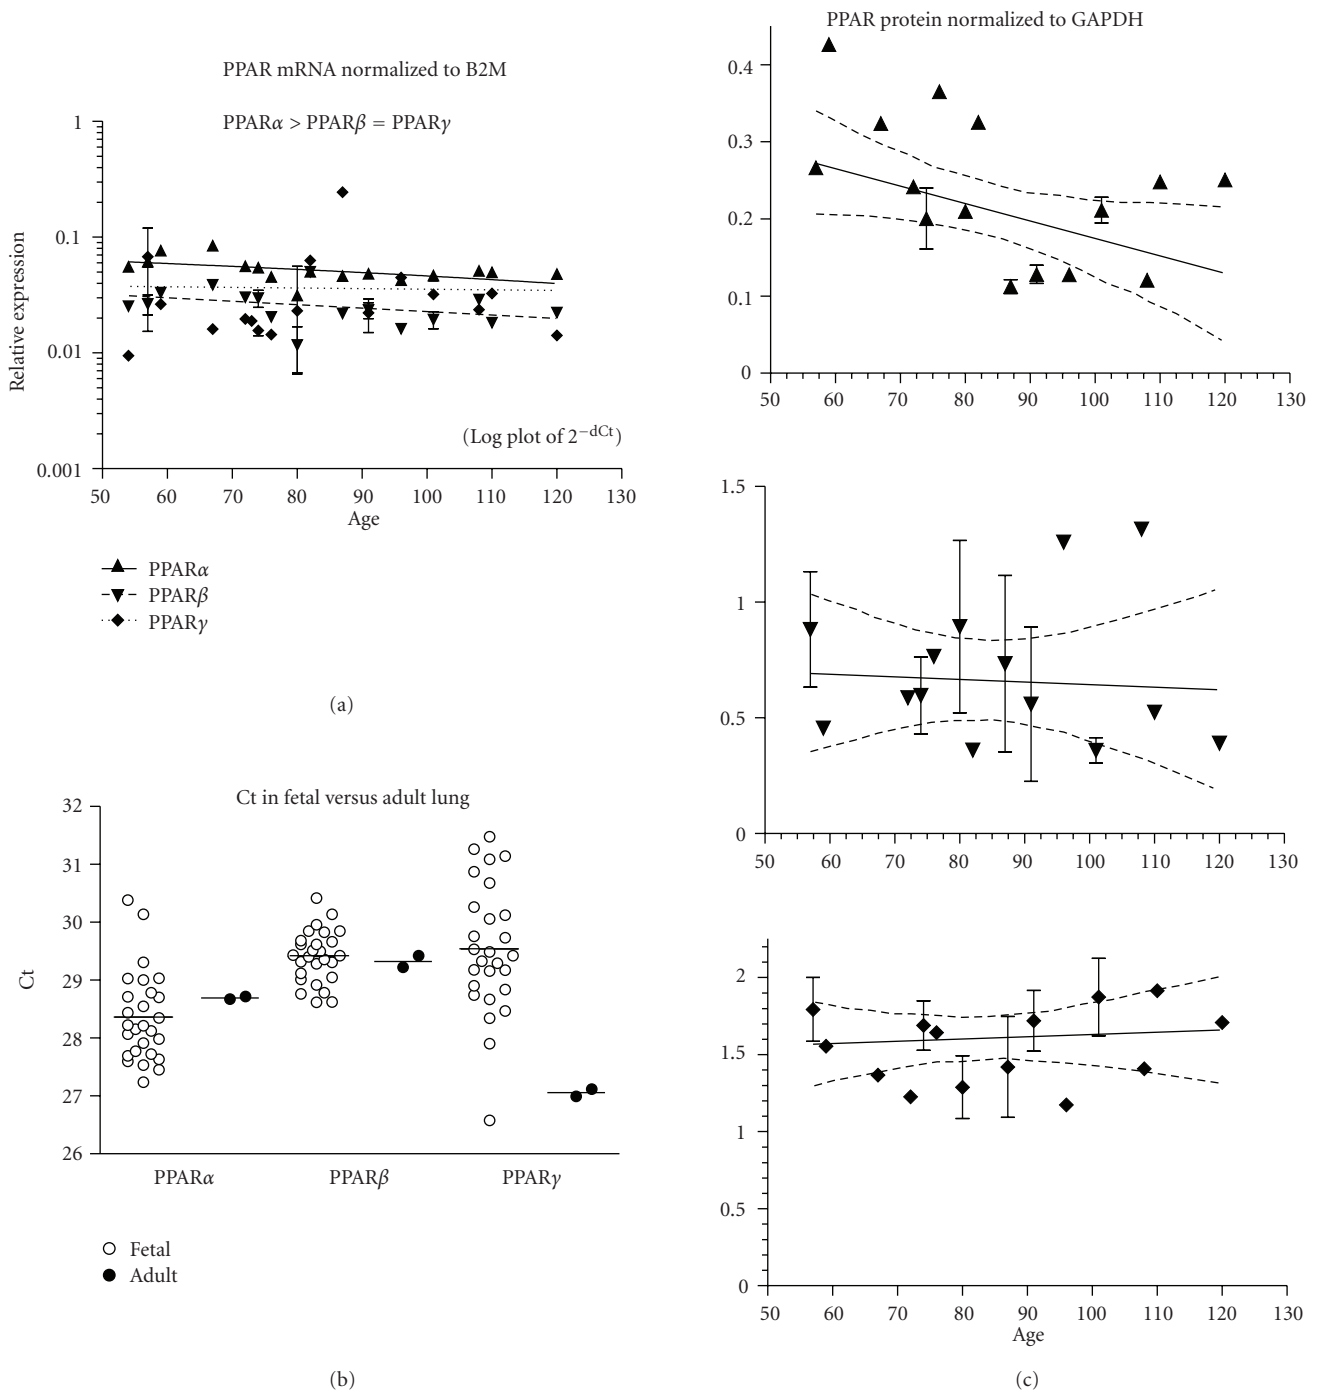 PPAR mRNA normalized to B2M
PPARα > PPARβ = PPARγ
Relative expression
1
0.1
0.01
0.001
(Log plot of 2−dCt)
50 60 70 80 90 100 110 120 130
Age
PPARα
PPARβ
PPARγ
(a)
Ct in fetal versus adult lung
Ct
32
31
30
29
28
27
26
PPARα PPARβ PPARγ
Fetal
Adult
(b)
PPAR protein normalized to GAPDH
0.4
0.3
0.2
0.1
0
50 60 70 80 90 100 110 120 130
1.5
1
0.5
0
50 60 70 80 90 100 110 120 130
2
1.5
1
0.5
0
50 60 70 80 90 100 110 120 130
Age
(c)